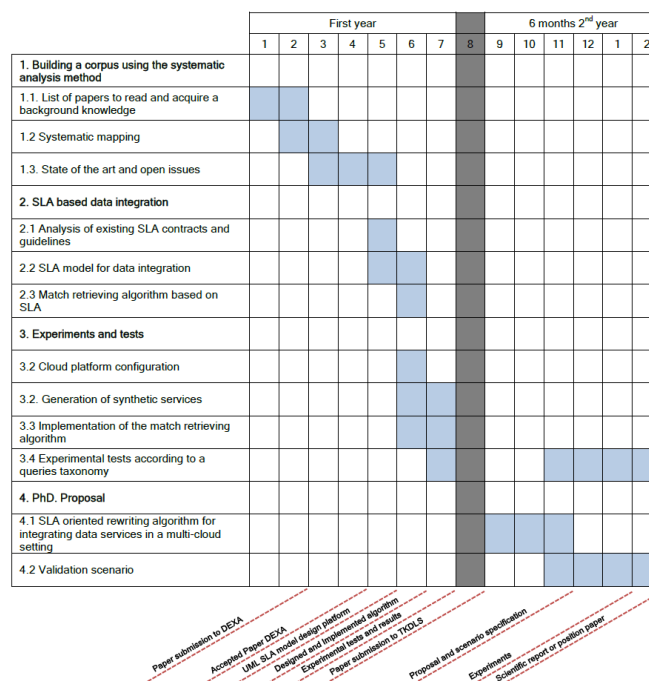 First year
6 months 2nd year
1 2 3 4 5 6 7 8 9 10 11 12 1 2
1. Building a corpus using the systematic
analysis method
1.1. List of papers to read and acquire a
background knowledge
1.2 Systematic mapping
1.3. State of the art and open issues
2. SLA based data integration
2.1 Analysis of existing SLA contracts and
guidelines
2.2 SLA model for data integration
2.3 Match retrieving algorithm based on
SLA
3. Experiments and tests
3.2 Cloud platform configuration
3.2. Generation of synthetic services
3.3 Implementation of the match retrieving
algorithm
3.4 Experimental tests according to a
queries taxonomy
4. PhD. Proposal
4.1 SLA oriented rewriting algorithm for
integrating data services in a multi-cloud
setting
4.2 Validation scenario
Paper submission to DEXA
Accepted Paper DEXA
UML SLA model design platform
Designed and Implemented algorithm
Experimental tests and results
Paper submission to TKDLS
Proposal and scenario specification
Experiments
Scientific report or position paper